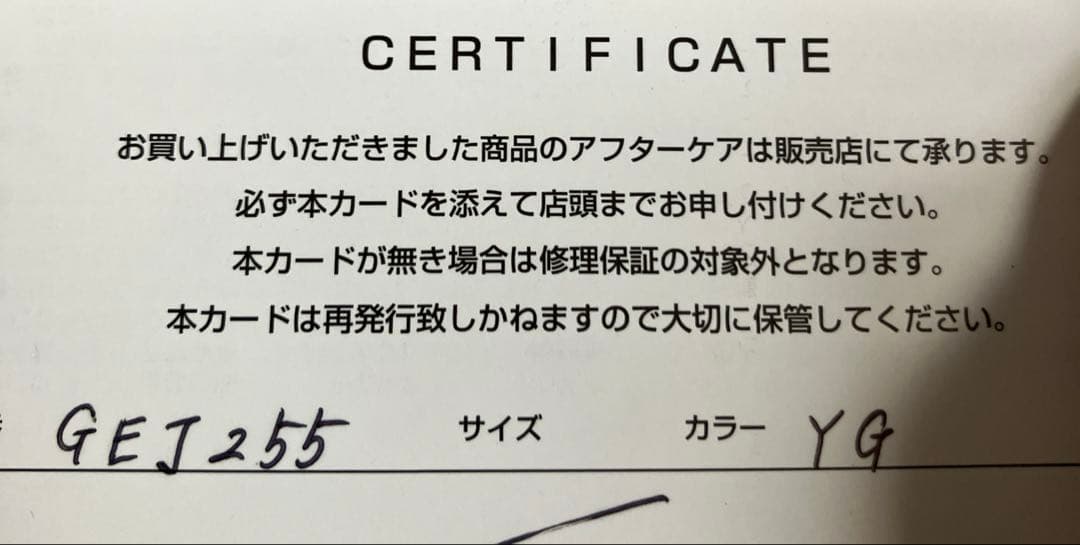 CERTIFICATE
お買い上げいただきました商品のアフターケアは販売店にて承ります。
必ず本カードを添えて店頭までお申し付けください。
本カードが無き場合は修理保証の対象外となります。
本カードは再発行致しかねますので大切に保管してください。
GEJ255 サイズ カラー YG